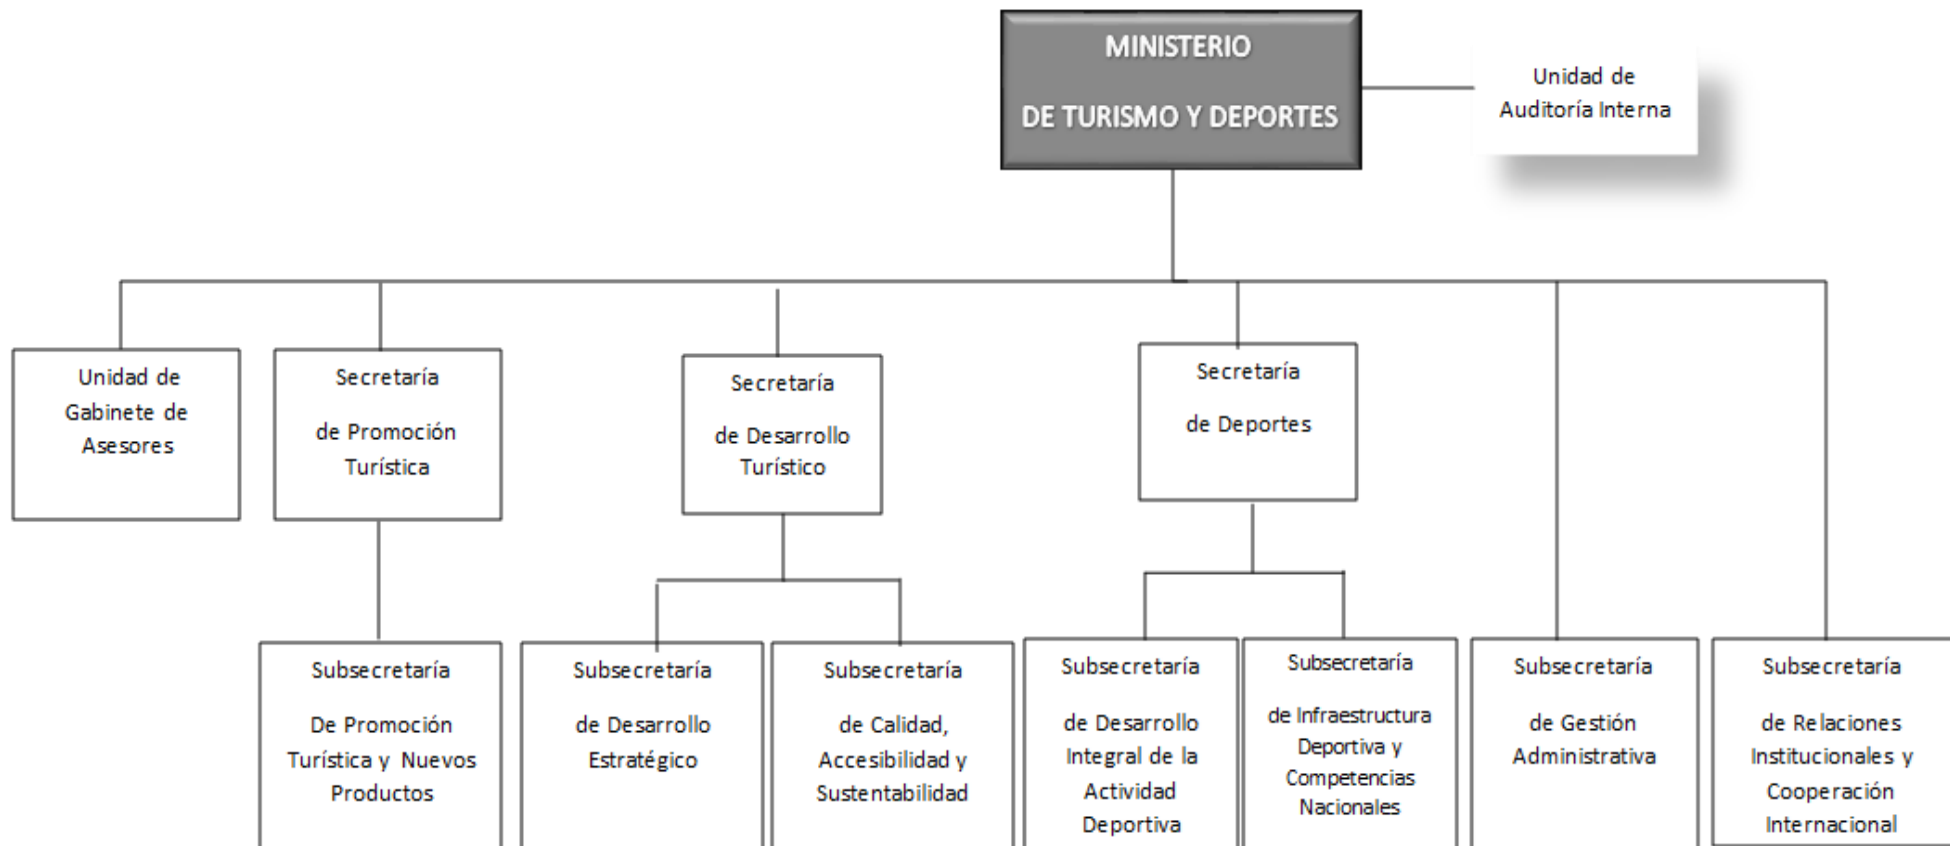 MINISTERIO
DE TURISMO Y DEPORTES
Unidad de
Auditoría Interna
Unidad de
Gabinete de
Asesores
Secretaría
de Promoción
Turística
Secretaría
de Desarrollo
Turístico
Secretaría
de Deportes
Subsecretaría
De Promoción
Turística y Nuevos
Productos
Subsecretaría
de Desarrollo
Estratégico
Subsecretaría
de Calidad,
Accesibilidad y
Sustentabilidad
Subsecretaría
de Desarrollo
Integral de la
Actividad
Deportiva
Subsecretaría
de Infraestructura
Deportiva y
Competencias
Nacionales
Subsecretaría
de Gestión
Administrativa
Subsecretaría
de Relaciones
Institucionales y
Cooperación
Internacional